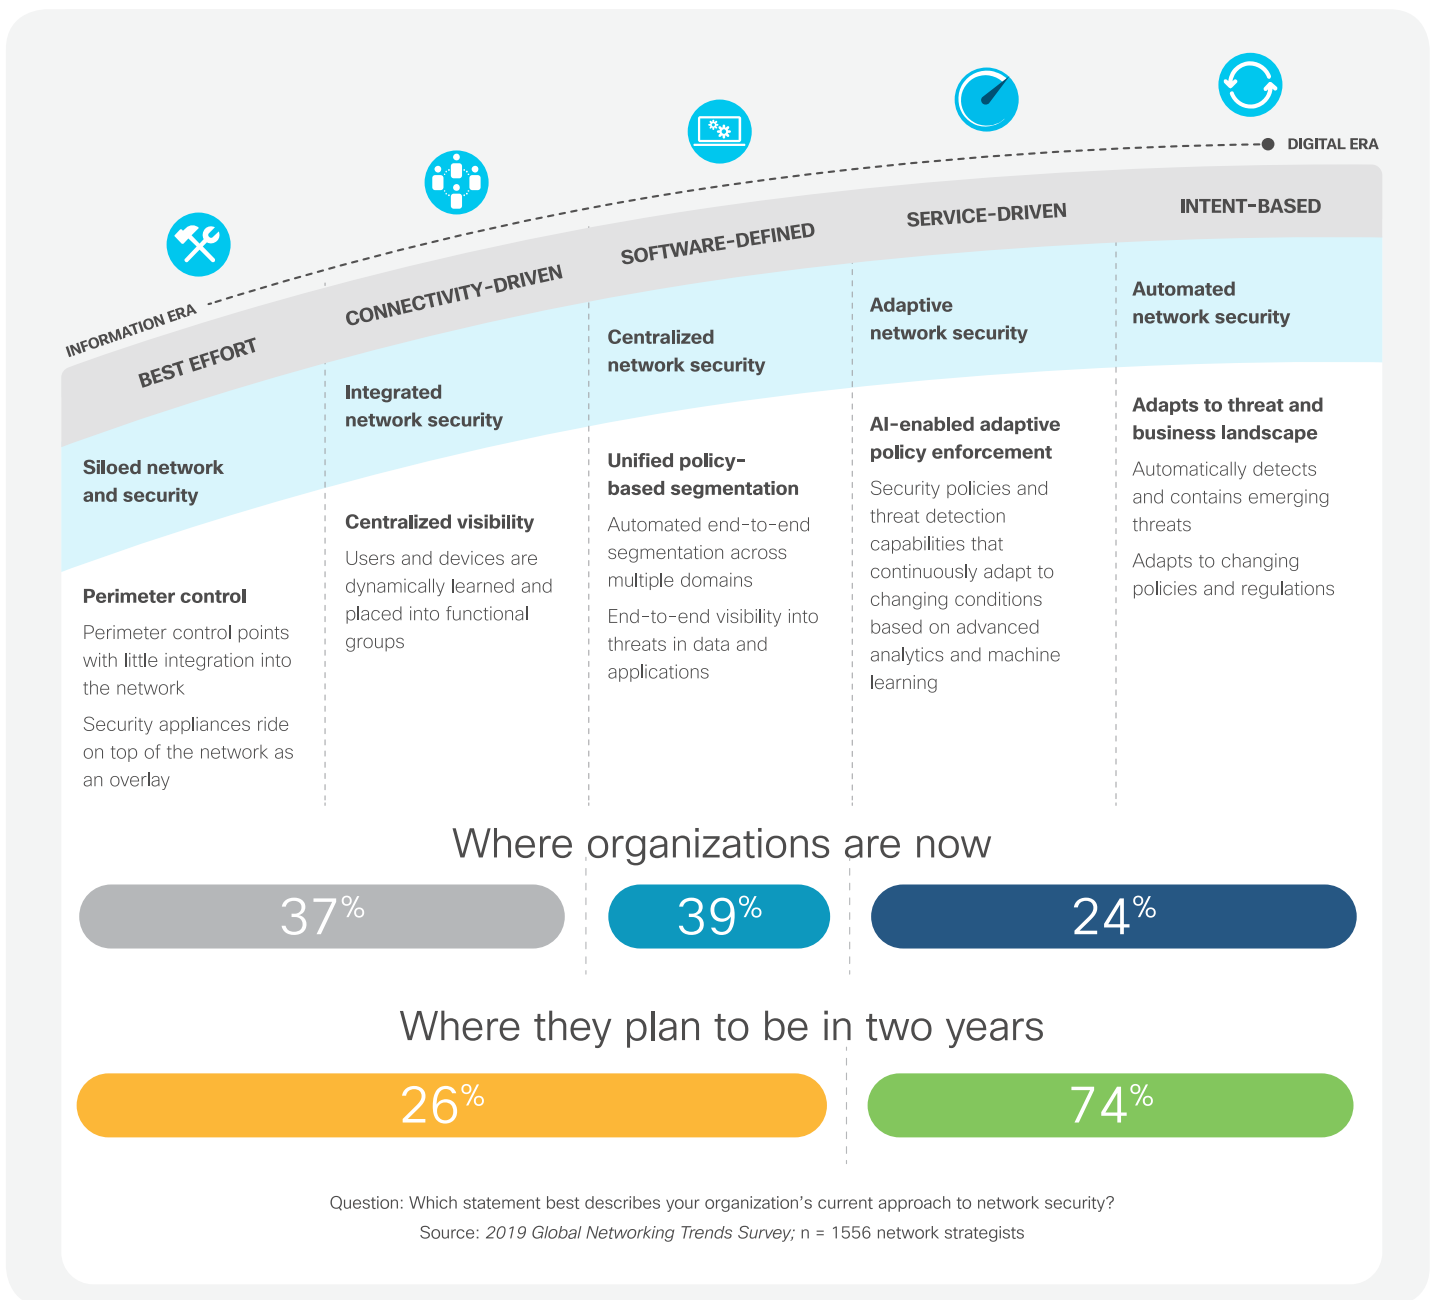 DIGITAL ERA
INFORMATION ERA
BEST EFFORT
CONNECTIVITY-DRIVEN
SOFTWARE-DEFINED
SERVICE-DRIVEN
INTENT-BASED
Siloed network
and security
Perimeter control
Perimeter control points
with little integration into
the network
Security appliances ride
on top of the network as
an overlay
Integrated
network security
Centralized visibility
Users and devices are
dynamically learned and
placed into functional
groups
Centralized
network security
Unified policy-
based segmentation
Automated end-to-end
segmentation across
multiple domains
End-to-end visibility into
threats in data and
applications
Adaptive
network security
AI-enabled adaptive
policy enforcement
Security policies and
threat detection
capabilities that
continuously adapt to
changing conditions
based on advanced
analytics and machine
learning
Automated
network security
Adapts to threat and
business landscape
Automatically detects
and contains emerging
threats
Adapts to changing
policies and regulations
Where organizations are now
37%
39%
24%
Where they plan to be in two years
26%
74%
Question: Which statement best describes your organization's current approach to network security?
Source: 2019 Global Networking Trends Survey; n = 1556 network strategists